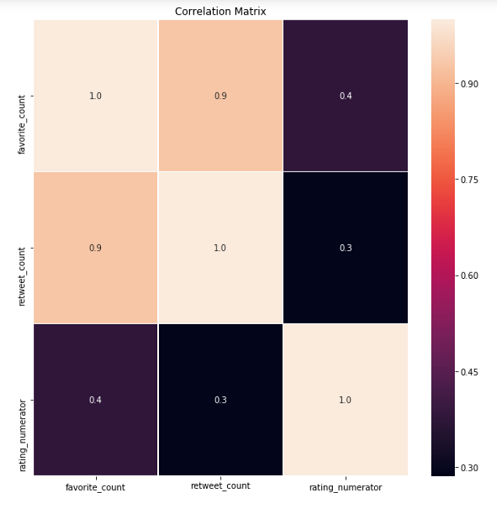 Correlation Matrix
favorite_count
1.0 0.9 0.4
retweet_count
0.9 1.0 0.3
rating_numerator
0.4 0.3 1.0
favorite_count retweet_count rating_numerator
0.90
0.75
0.60
0.45
0.30